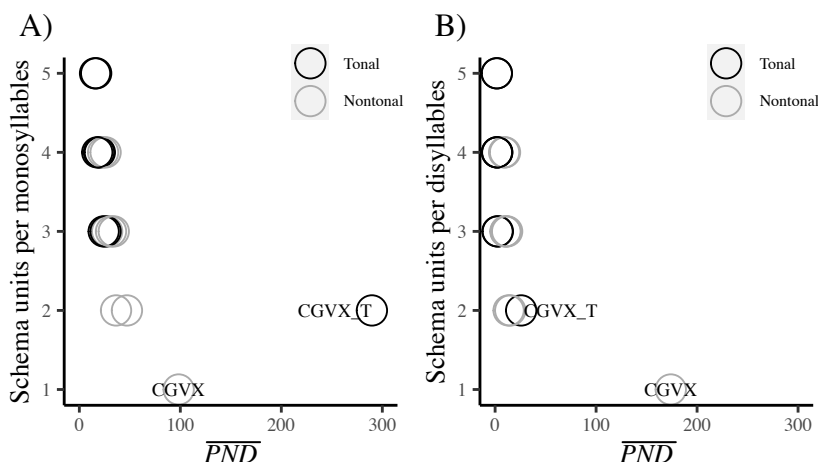 A)
Schema units per monosyllables
5
4
3
2
1
Tonal
Nontonal
CGVX_T
CGVX
0
100
200
300
PND
B)
Schema units per disyllables
5
4
3
2
1
Tonal
Nontonal
CGVX_T
CGVX
0
100
200
300
PND